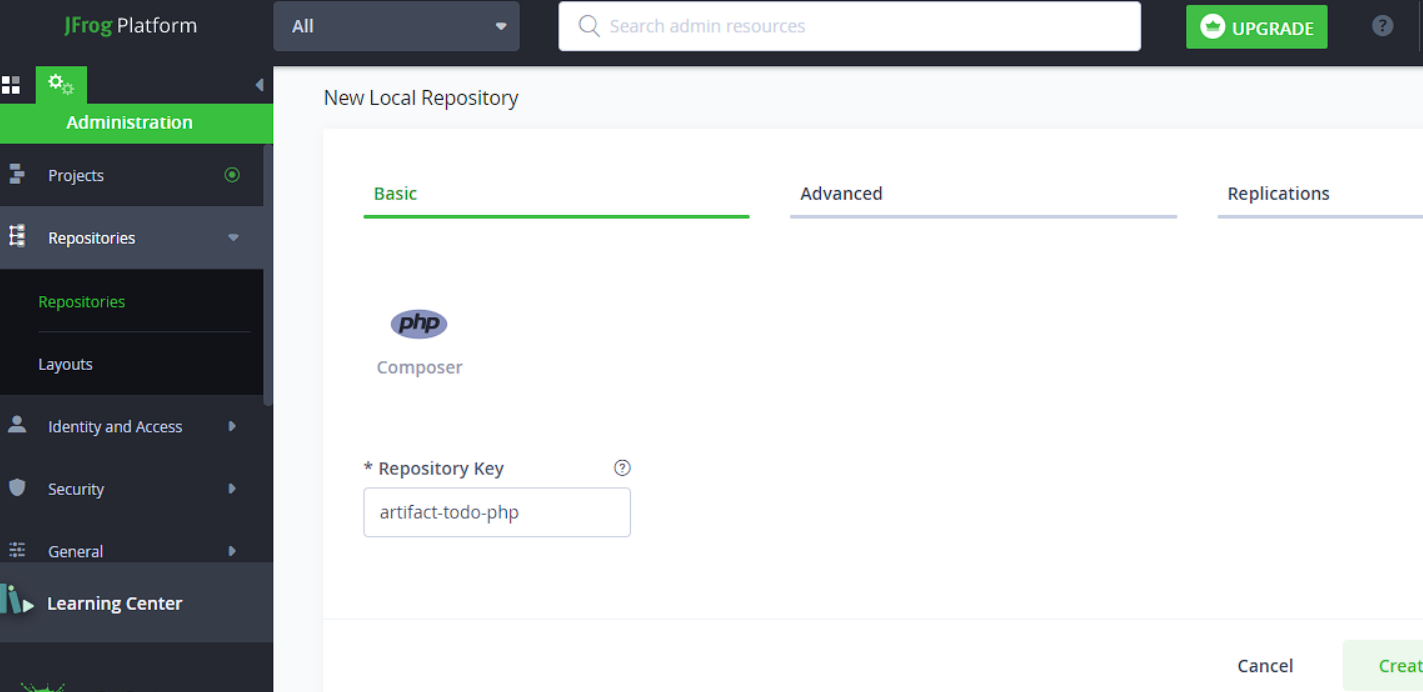 JFrog Platform
All
Search admin resources
UPGRADE
?
Administration
Projects
Repositories
Repositories
Layouts
Identity and Access
Security
General
Learning Center
New Local Repository
Basic
Advanced
Replications
php
Composer
* Repository Key
?
artifact-todo-php
Cancel
Creat